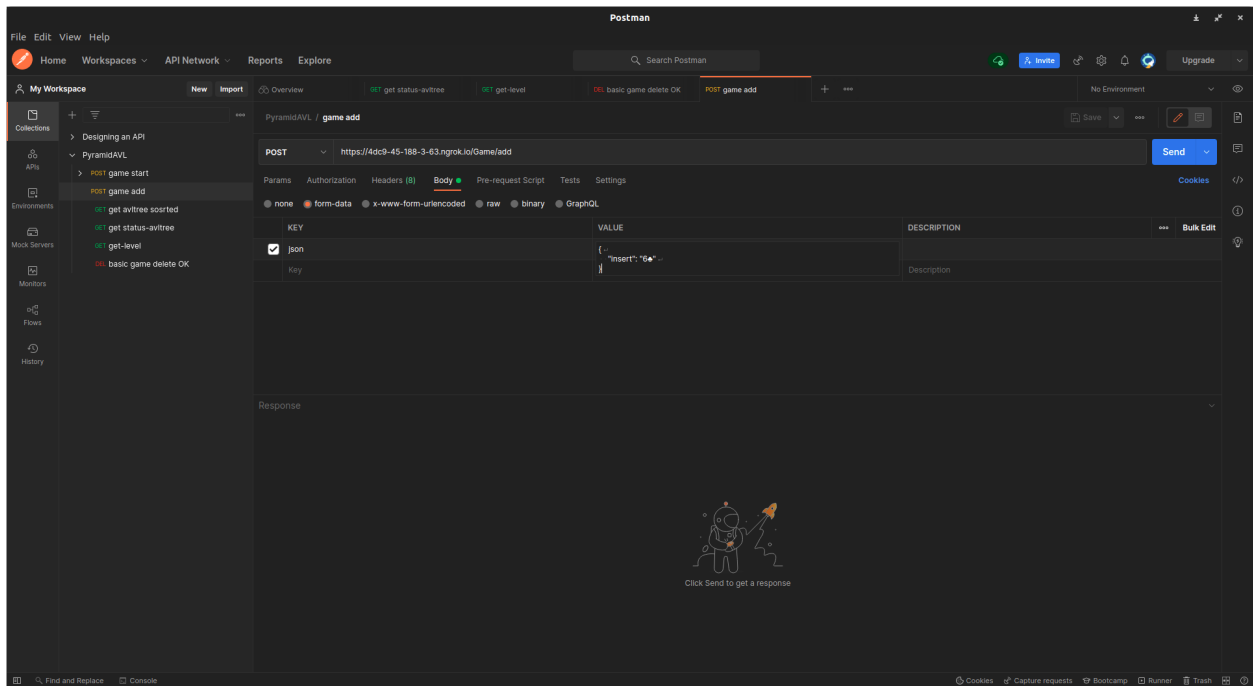 Postman
File Edit View Help
Home Workspaces API Network Reports Explore Search Postman Invite Upgrade
My Workspace New Import Overview GET get status-avltree GET get-level DEL basic game delete OK POST game add No Environment
Collections
APIs
Environments
Mock Servers
Monitors
Flows
History
Designing an API
PyramidAVL
POST game start
POST game add
GET get avltree sosrted
GET get status-avltree
GET get-level
DEL basic game delete OK
PyramidAVL / game add Save
POST https://4dc9-45-188-3-63.ngrok.io/Game/add Send
Params Authorization Headers (8) Body Pre-request Script Tests Settings Cookies
none form-data x-www-form-urlencoded raw binary GraphQL
KEY VALUE DESCRIPTION Bulk Edit
json {
"insert": "6♣"
}
Key Description
Response
Click Send to get a response
Find and Replace Console Cookies Capture requests Bootcamp Runner Trash